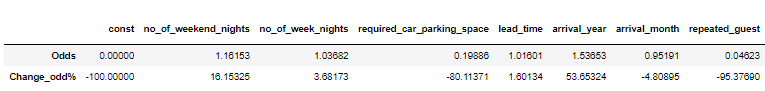 const no_of_weekend_nights no_of_week_nights required_car_parking_space lead_time arrival_year arrival_month repeated_guest
Odds 0.00000 1.16153 1.03682 0.19886 1.01601 1.53653 0.95191 0.04623
Change_odd% -100.00000 16.15325 3.68173 -80.11371 1.60134 53.65324 -4.80895 -95.37690